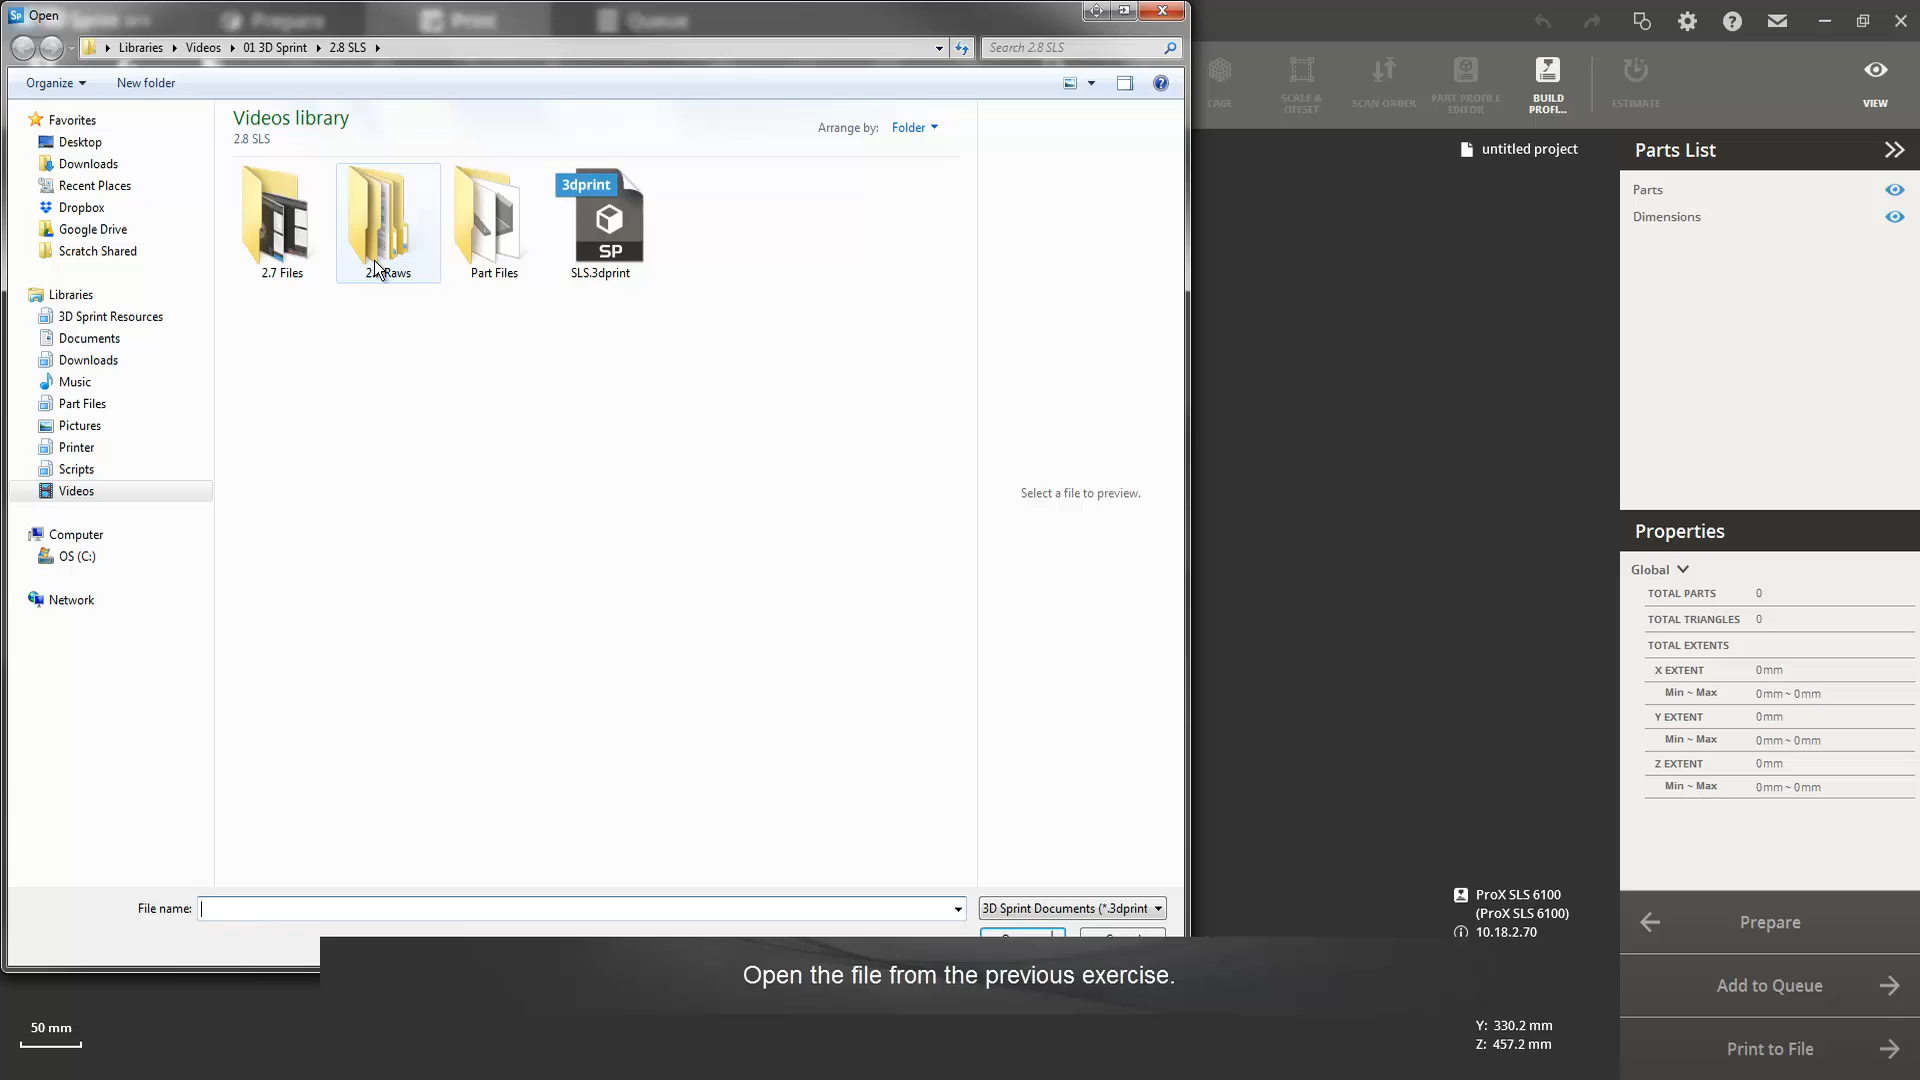 Open
Prepare
Print
Queue
Libraries
Videos
01 3D Sprint
2.8 SLS
Search 2.8 SLS
Organize
New folder
CAGE
SCALE & OFFSET
SCAN ORDER
PART PROFILE EDITOR
BUILD PROFI...
ESTIMATE
VIEW
Favorites
Desktop
Downloads
Recent Places
Dropbox
Google Drive
Scratch Shared
Libraries
3D Sprint Resources
Documents
Downloads
Music
Part Files
Pictures
Printer
Scripts
Videos
Computer
OS (C:)
Network
Videos library
2.8 SLS
Arrange by:
Folder
3dprint
SP
2.7 Files
Raws
Part Files
SLS.3dprint
Select a file to preview.
File name:
3D Sprint Documents (*.3dprint
untitled project
Parts List
Parts
Dimensions
Properties
Global
TOTAL PARTS 0
TOTAL TRIANGLES 0
TOTAL EXTENTS
X EXTENT 0mm
Min ~ Max 0mm ~ 0mm
Y EXTENT 0mm
Min ~ Max 0mm ~ 0mm
Z EXTENT 0mm
Min ~ Max 0mm ~ 0mm
ProX SLS 6100
(ProX SLS 6100)
10.18.2.70
Prepare
Add to Queue
Print to File
Open the file from the previous exercise.
50 mm
Y: 330.2 mm
Z: 457.2 mm